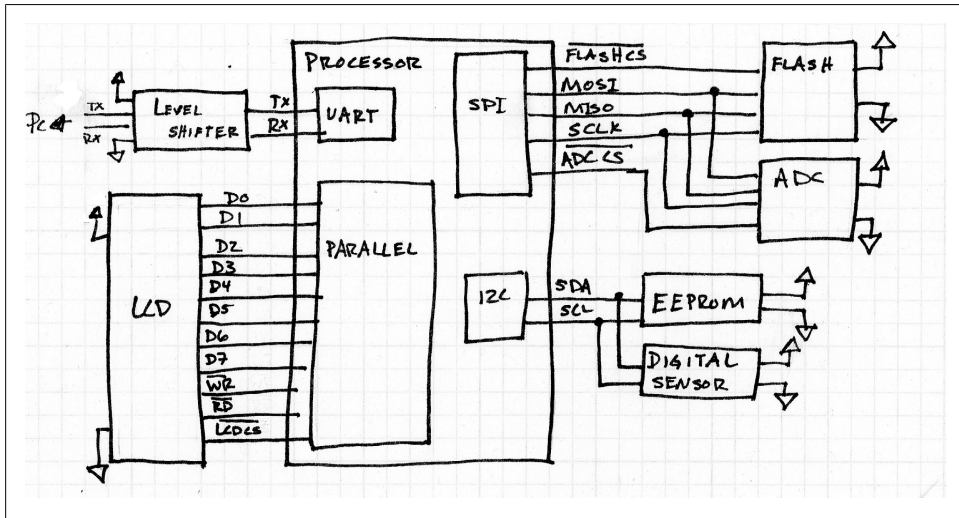 PROCESSOR
PC
TX
RX
LEVEL
SHIFTER
TX
RX
UART
SPI
FLASHCS
MOSI
MISO
SCLK
ADCCS
FLASH
ADC
LCD
D0
D1
D2
D3
D4
D5
D6
D7
WR
RD
LCDCS
PARALLEL
I2C
SDA
SCL
EEPROM
DIGITAL
SENSOR